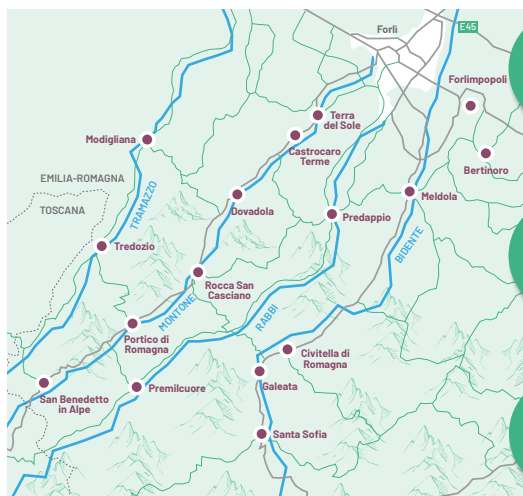 Forlì
E45
Forlimpopoli
Terra
del Sole
Modigliana
Castrocaro
Terme
Bertinoro
EMILIA-ROMAGNA
TOSCANA
TRAMAZZO
Dovadola
Meldola
Predappio
Tredozio
BIDENTE
Rocca San
Casciano
MONTONE
RABBI
Portico di
Romagna
Civitella di
Romagna
San Benedetto
in Alpe
Premilcuore
Galeata
Santa Sofia